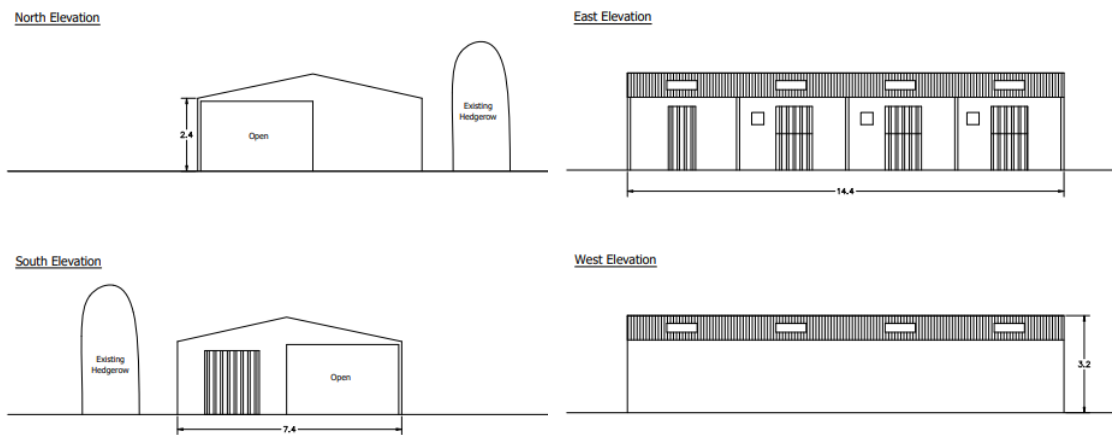 North Elevation
East Elevation
Existing
Hedgerow
2.4
Open
14.4
South Elevation
West Elevation
Existing
Hedgerow
Open
3.2
7.4